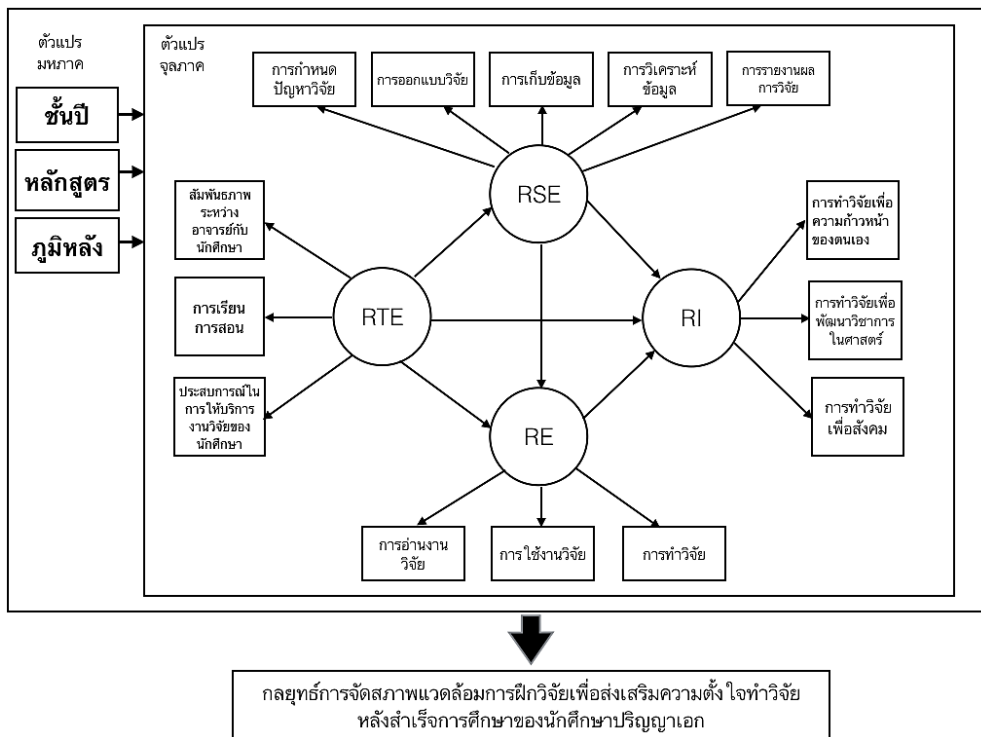 ตัวแปร
มหภาค
ชั้นปี
หลักสูตร
ภูมิหลัง
ตัวแปร
จุลภาค
การกำหนด
ปัญหาวิจัย
การออกแบบวิจัย
การเก็บข้อมูล
การวิเคราะห์
ข้อมูล
การรายงานผล
การวิจัย
RSE
สัมพันธภาพ
ระหว่าง
อาจารย์กับ
นักศึกษา
การเรียน
การสอน
ประสบการณ์ใน
การให้บริการ
งานวิจัยของ
นักศึกษา
RTE
RI
การทำวิจัยเพื่อ
ความก้าวหน้า
ของตนเอง
การทำวิจัยเพื่อ
พัฒนาวิชาการ
ในศาสตร์
การทำวิจัย
เพื่อสังคม
RE
การอ่านงาน
วิจัย
การใช้งานวิจัย
การทำวิจัย
กลยุทธ์การจัดสภาพแวดล้อมการฝึกวิจัยเพื่อส่งเสริมความตั้งใจทำวิจัย
หลังสำเร็จการศึกษาของนักศึกษาปริญญาเอก